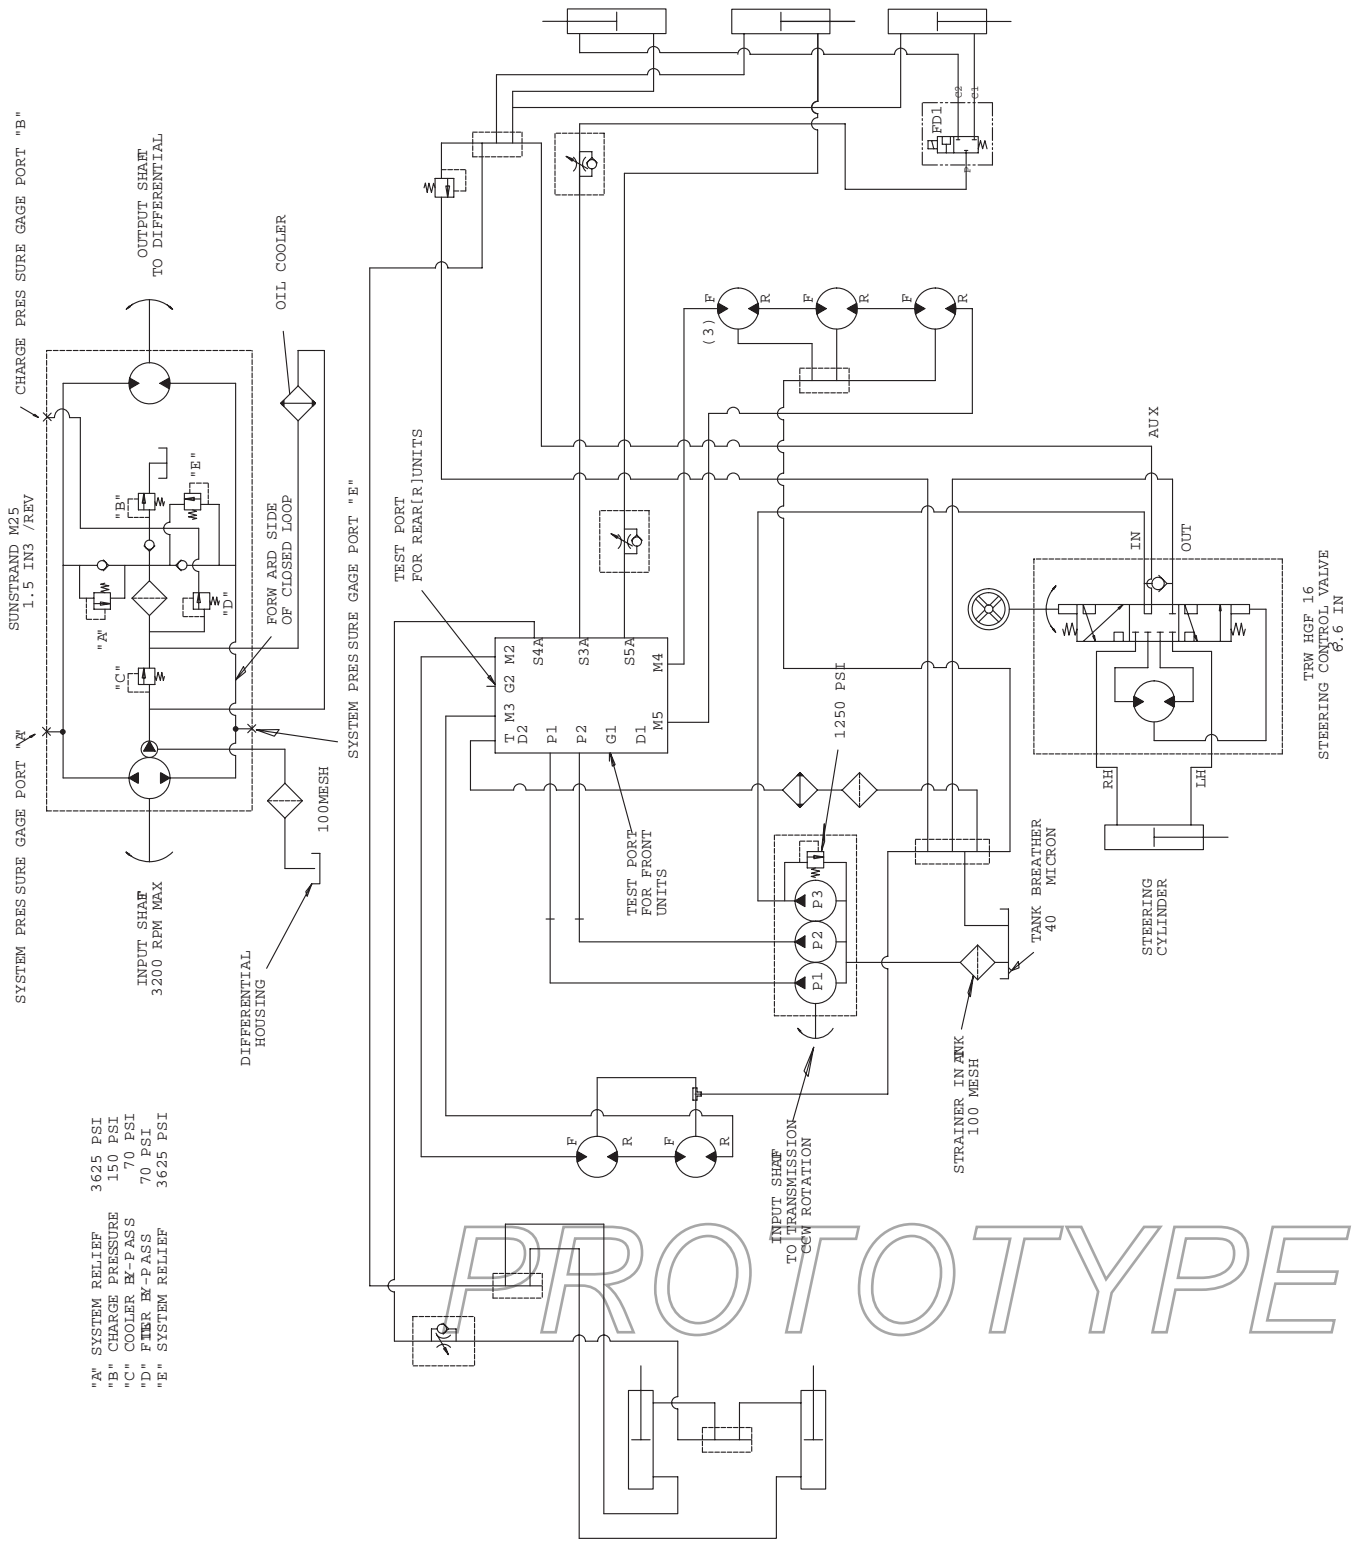 SYSTEM PRESSURE GAGE PORT "A"
CHARGE PRESSURE GAGE PORT "B"
SUNSTRAND M25
1.5 IN3 /REV
OUTPUT SHAFT
TO DIFFERENTIAL
OIL COOLER
"A"
"B"
"C"
"D"
"E"
FORWARD SIDE
OF CLOSED LOOP
SYSTEM PRESSURE GAGE PORT "E"
100MESH
INPUT SHAFT
3200 RPM MAX
DIFFERENTIAL
HOUSING
"A" SYSTEM RELIEF 3625 PSI
"B" CHARGE PRESSURE 150 PSI
"C" COOLER BY-PASS 70 PSI
"D" FILTER BY-PASS 70 PSI
"E" SYSTEM RELIEF 3625 PSI
TEST PORT
FOR REAR[R]UNITS
M2
S4A
G2
S3A
M3
S5A
T
D2
P1
P2
G1
D1
M5
M4
TEST PORT
FOR FRONT
UNITS
1250 PSI
P1
P2
P3
INPUT SHAFT
TO TRANSMISSION
CCW ROTATION
STRAINER IN TANK
100 MESH
TANK BREATHER
40 MICRON
F
R
F
R
(3)
F
R
F
R
F
R
FD1
C2
C1
P
AUX
IN
OUT
RH
LH
TRW HGF 16
STEERING CONTROL VALVE
STEERING
CYLINDER
PROTOTYPE